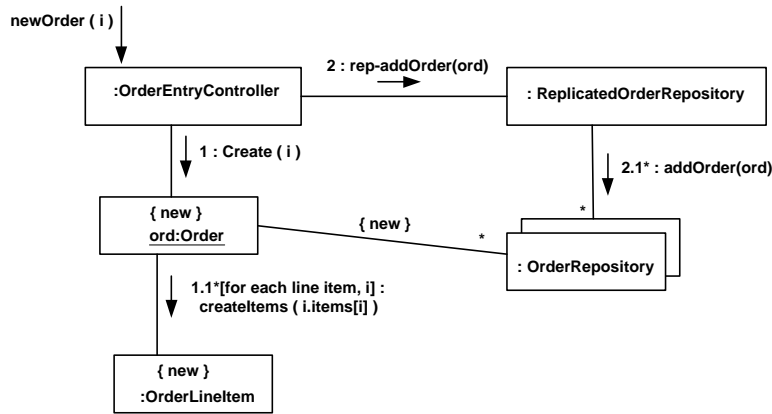 newOrder ( i )
2 : rep-addOrder(ord)
:OrderEntryController
: ReplicatedOrderRepository
1 : Create ( i )
2.1* : addOrder(ord)
{ new }
ord:Order
{ new }
*
*
: OrderRepository
1.1*[for each line item, i] :
createItems ( i.items[i] )
{ new }
:OrderLineItem